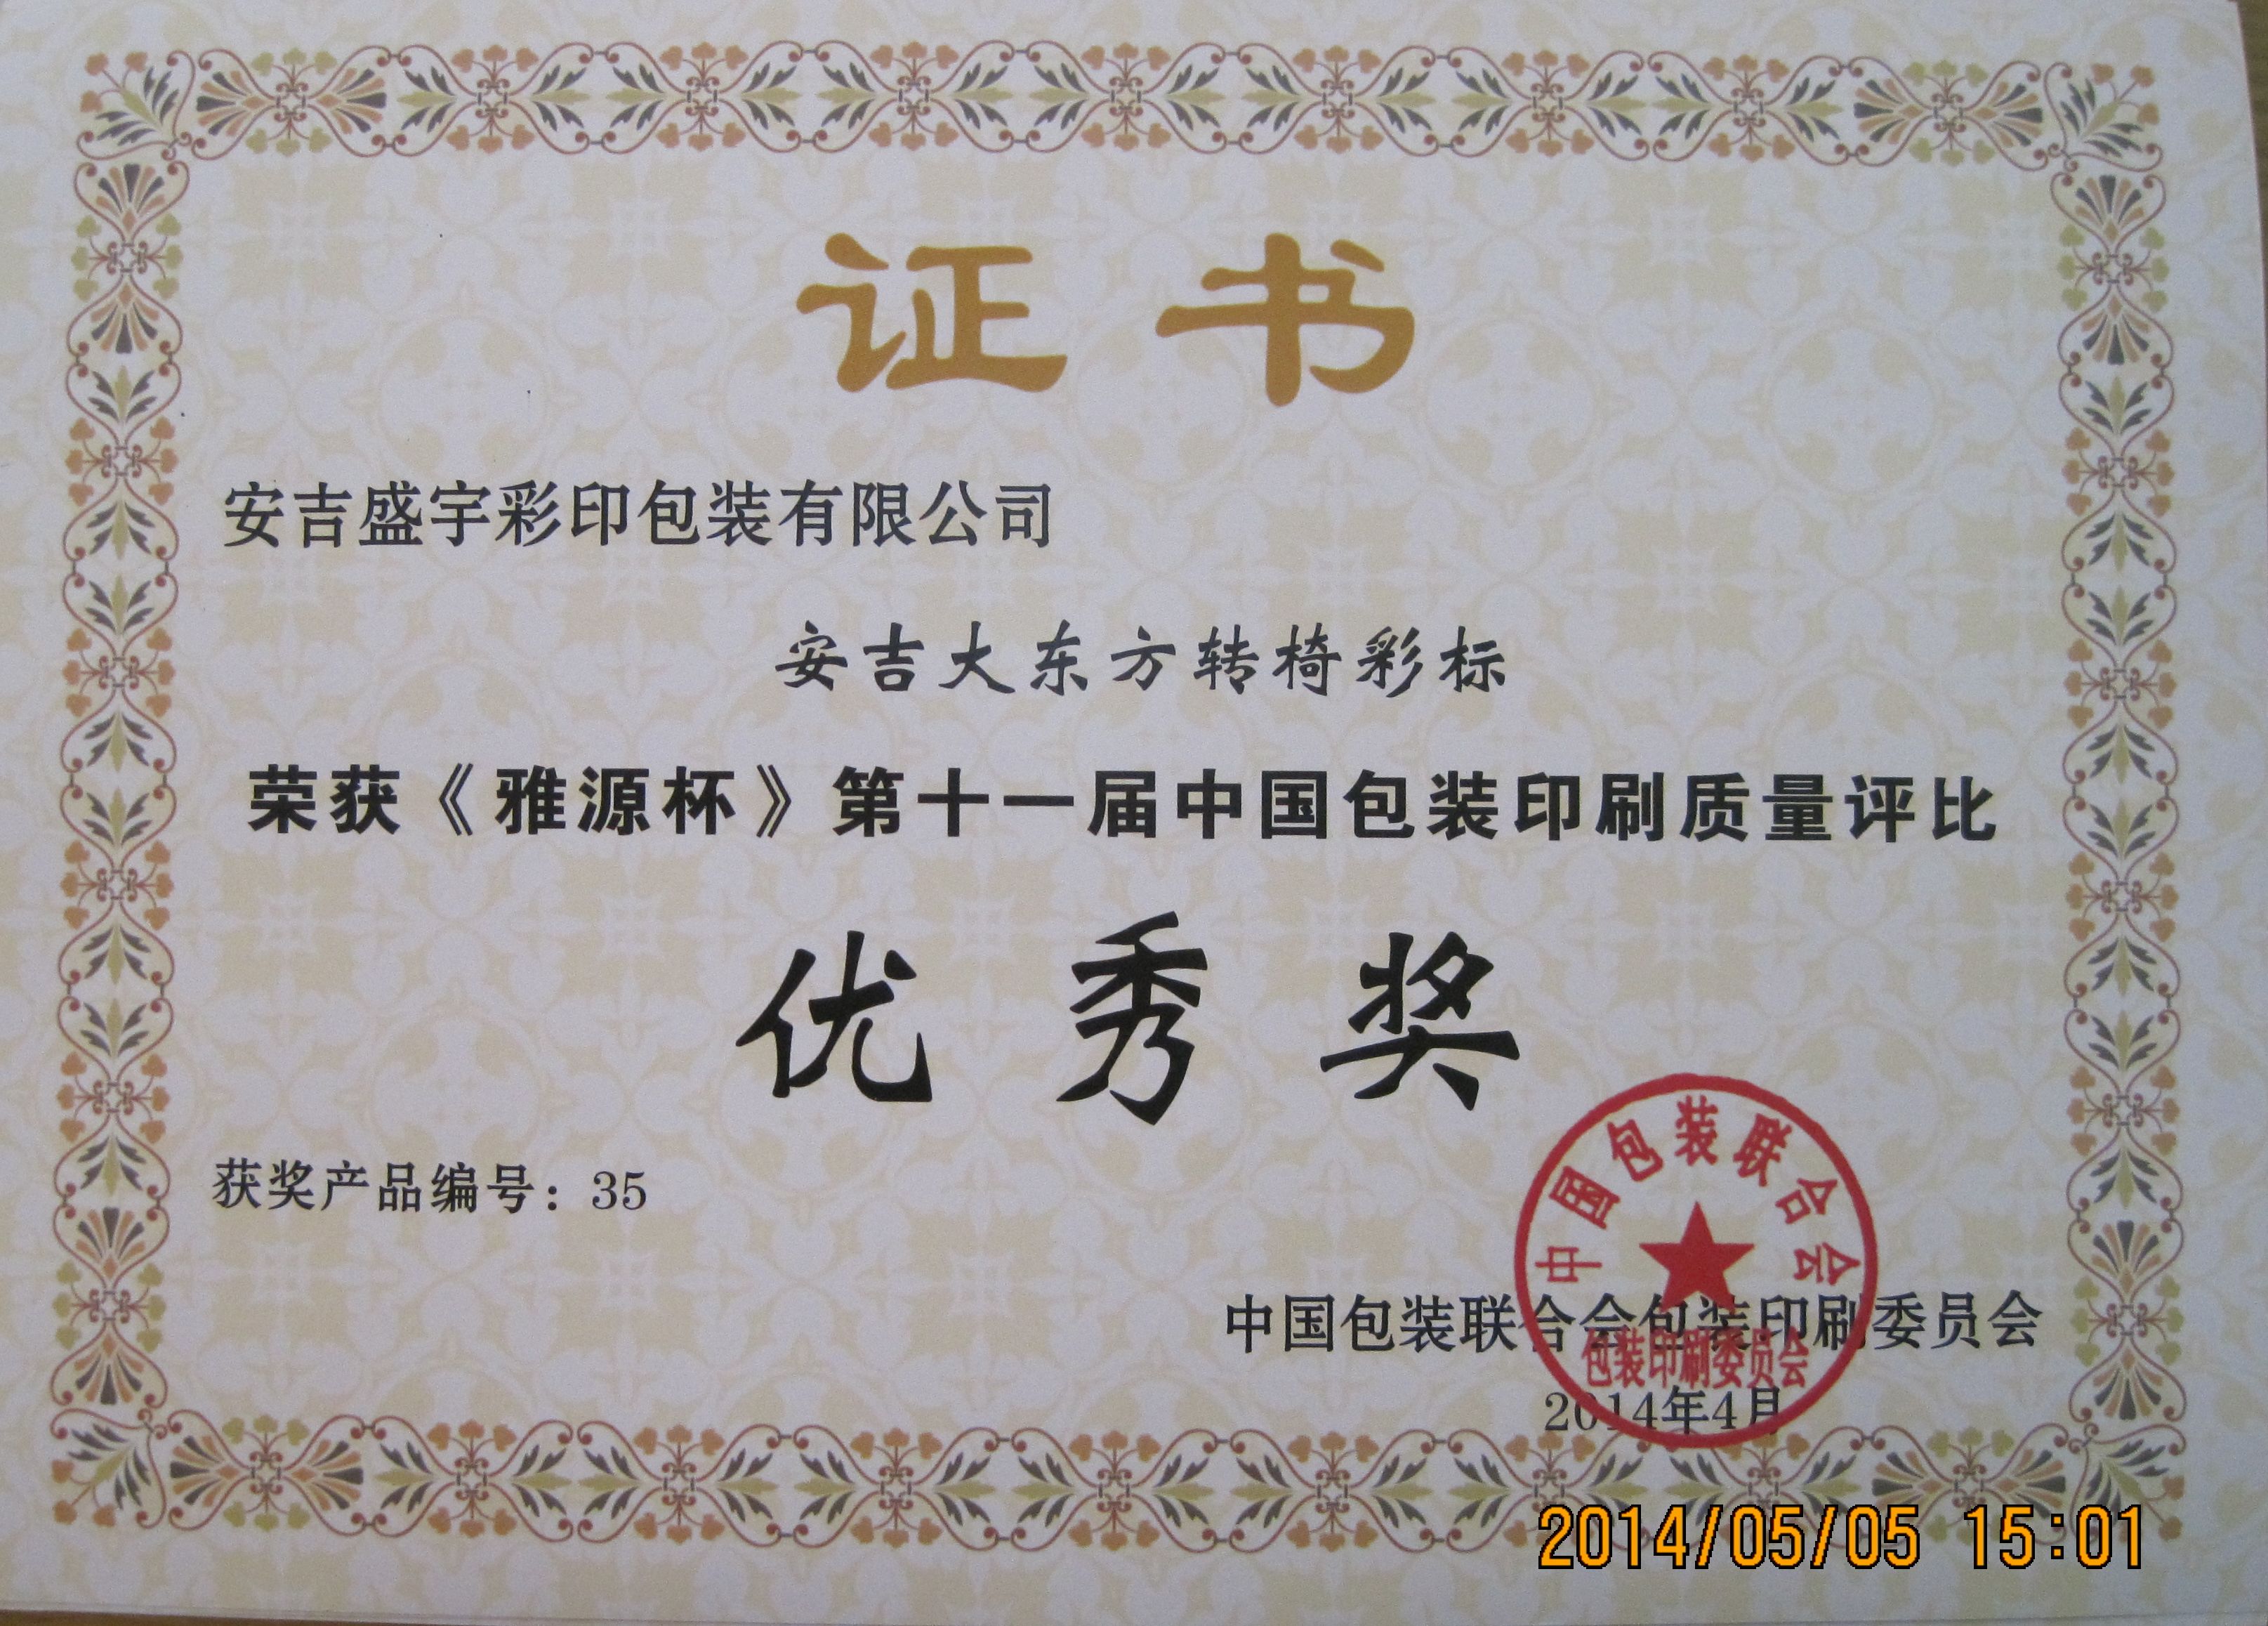 证书
安吉盛宇彩印包装有限公司
安吉大东方转椅彩标
荣获《雅源杯》第十一届中国包装印刷质量评比
优秀奖
获奖产品编号：35
中国包装联合会
中国包装联合会包装印刷委员会
包装印刷委员会
2014年4月
2014/05/05 15:01